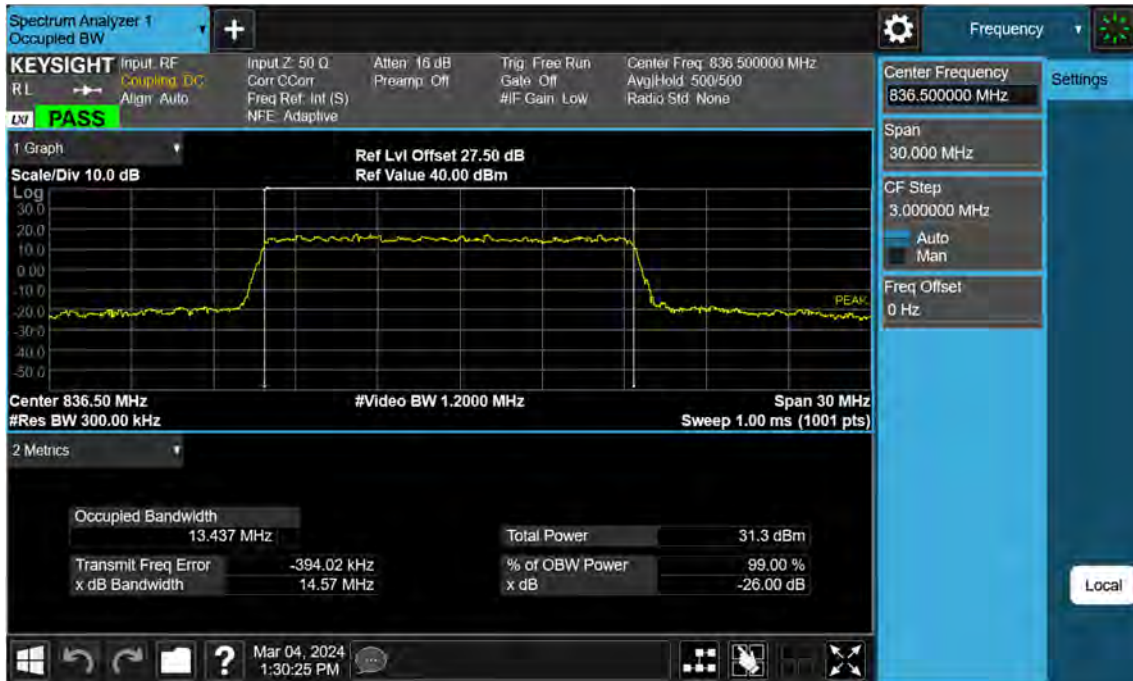 Spectrum Analyzer 1
Occupied BW
Frequency
KEYSIGHT
RL
LXI
PASS
Input: RF
Coupling: DC
Align: Auto
Input Z: 50 Ω
Corr CCorr
Freq Ref: Int (S)
NFE: Adaptive
Atten: 16 dB
Preamp: Off
Trig: Free Run
Gate: Off
#IF Gain: Low
Center Freq: 836.500000 MHz
Avg|Hold: 500/500
Radio Std: None
Center Frequency
836.500000 MHz
Settings
Span
30.000 MHz
CF Step
3.000000 MHz
Auto
Man
Freq Offset
0 Hz
Local
1 Graph
Scale/Div 10.0 dB
Ref Lvl Offset 27.50 dB
Ref Value 40.00 dBm
Log
30.0
20.0
10.0
0.00
-10.0
-20.0
-30.0
-40.0
-50.0
PEAK
Center 836.50 MHz
#Video BW 1.2000 MHz
Span 30 MHz
#Res BW 300.00 kHz
Sweep 1.00 ms (1001 pts)
2 Metrics
Occupied Bandwidth
13.437 MHz
Total Power 31.3 dBm
Transmit Freq Error -394.02 kHz
% of OBW Power 99.00 %
x dB Bandwidth 14.57 MHz
x dB -26.00 dB
?
Mar 04, 2024
1:30:25 PM